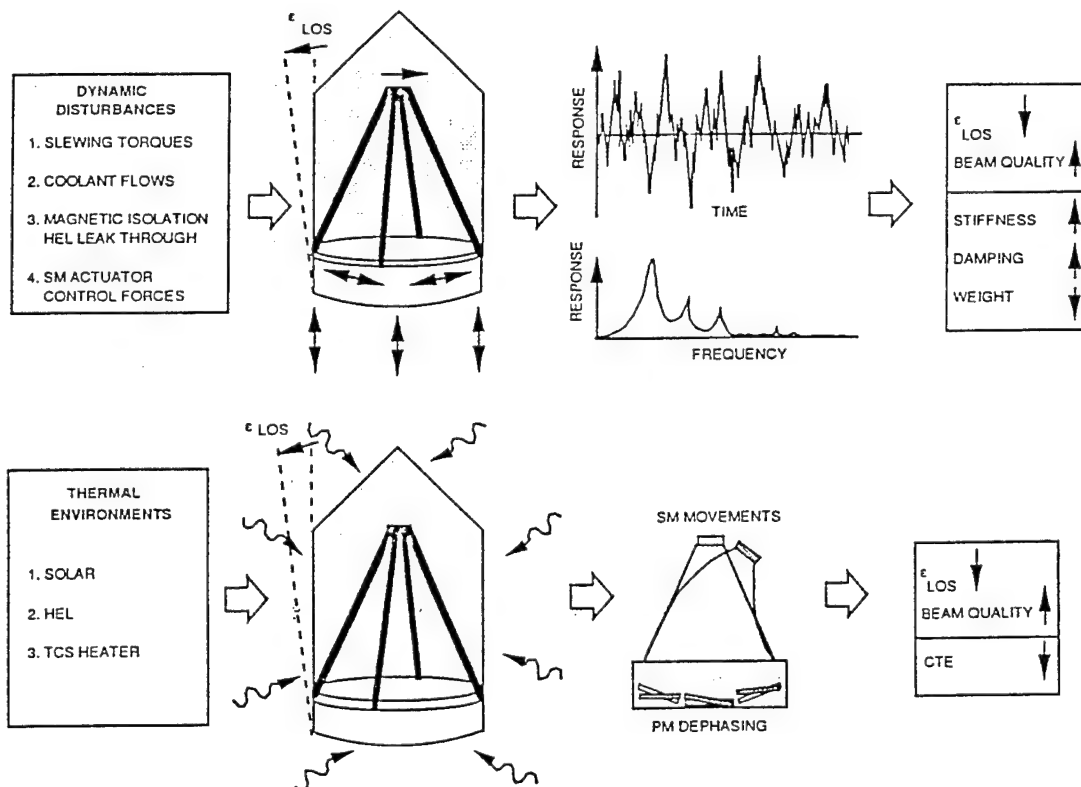 ε LOS
DYNAMIC
DISTURBANCES
1. SLEWING TORQUES
2. COOLANT FLOWS
3. MAGNETIC ISOLATION
HEL LEAK THROUGH
4. SM ACTUATOR
CONTROL FORCES
RESPONSE
TIME
RESPONSE
FREQUENCY
ε LOS
BEAM QUALITY
STIFFNESS
DAMPING
WEIGHT
ε LOS
THERMAL
ENVIRONMENTS
1. SOLAR
2. HEL
3. TCS HEATER
SM MOVEMENTS
PM DEPHASING
ε LOS
BEAM QUALITY
CTE